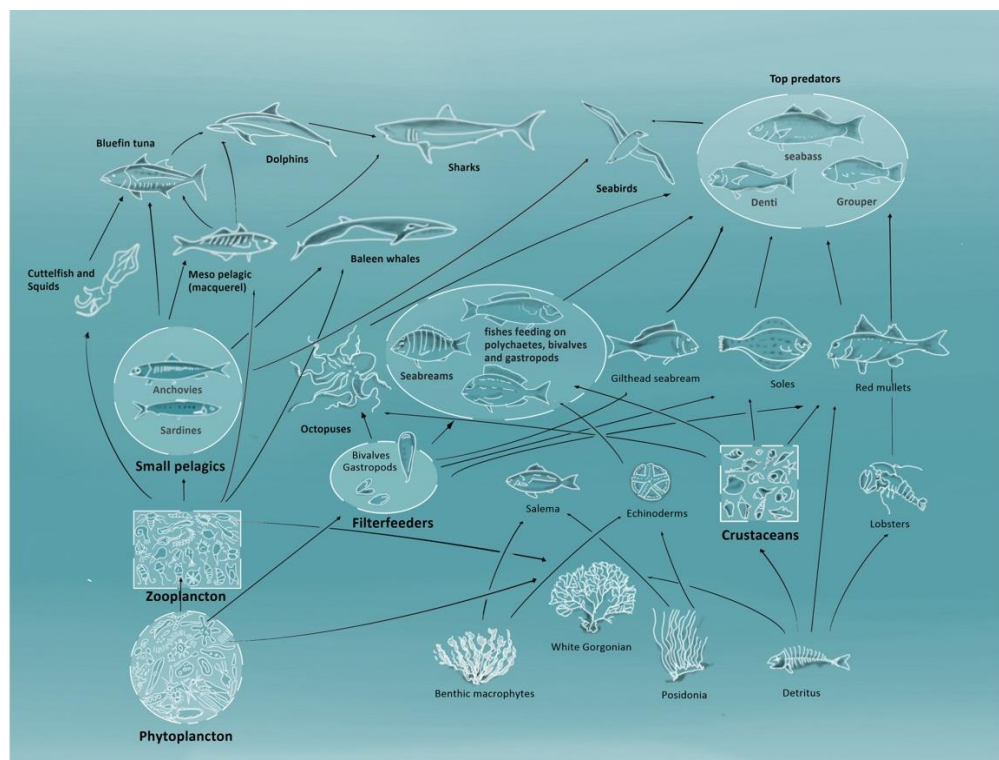 Top predators
Bluefin tuna
Dolphins
Sharks
Seabirds
seabass
Denti
Grouper
Cuttelfish and
Squids
Meso pelagic
(macquerel)
Baleen whales
Anchovies
Sardines
Small pelagics
Octopuses
Seabreams
fishes feeding on
polychaetes, bivalves
and gastropods
Gilthead seabream
Soles
Red mullets
Bivalves
Gastropods
Filterfeeders
Salema
Echinoderms
Crustaceans
Lobsters
Zooplancton
White Gorgonian
Benthic macrophytes
Posidonia
Detritus
Phytoplancton